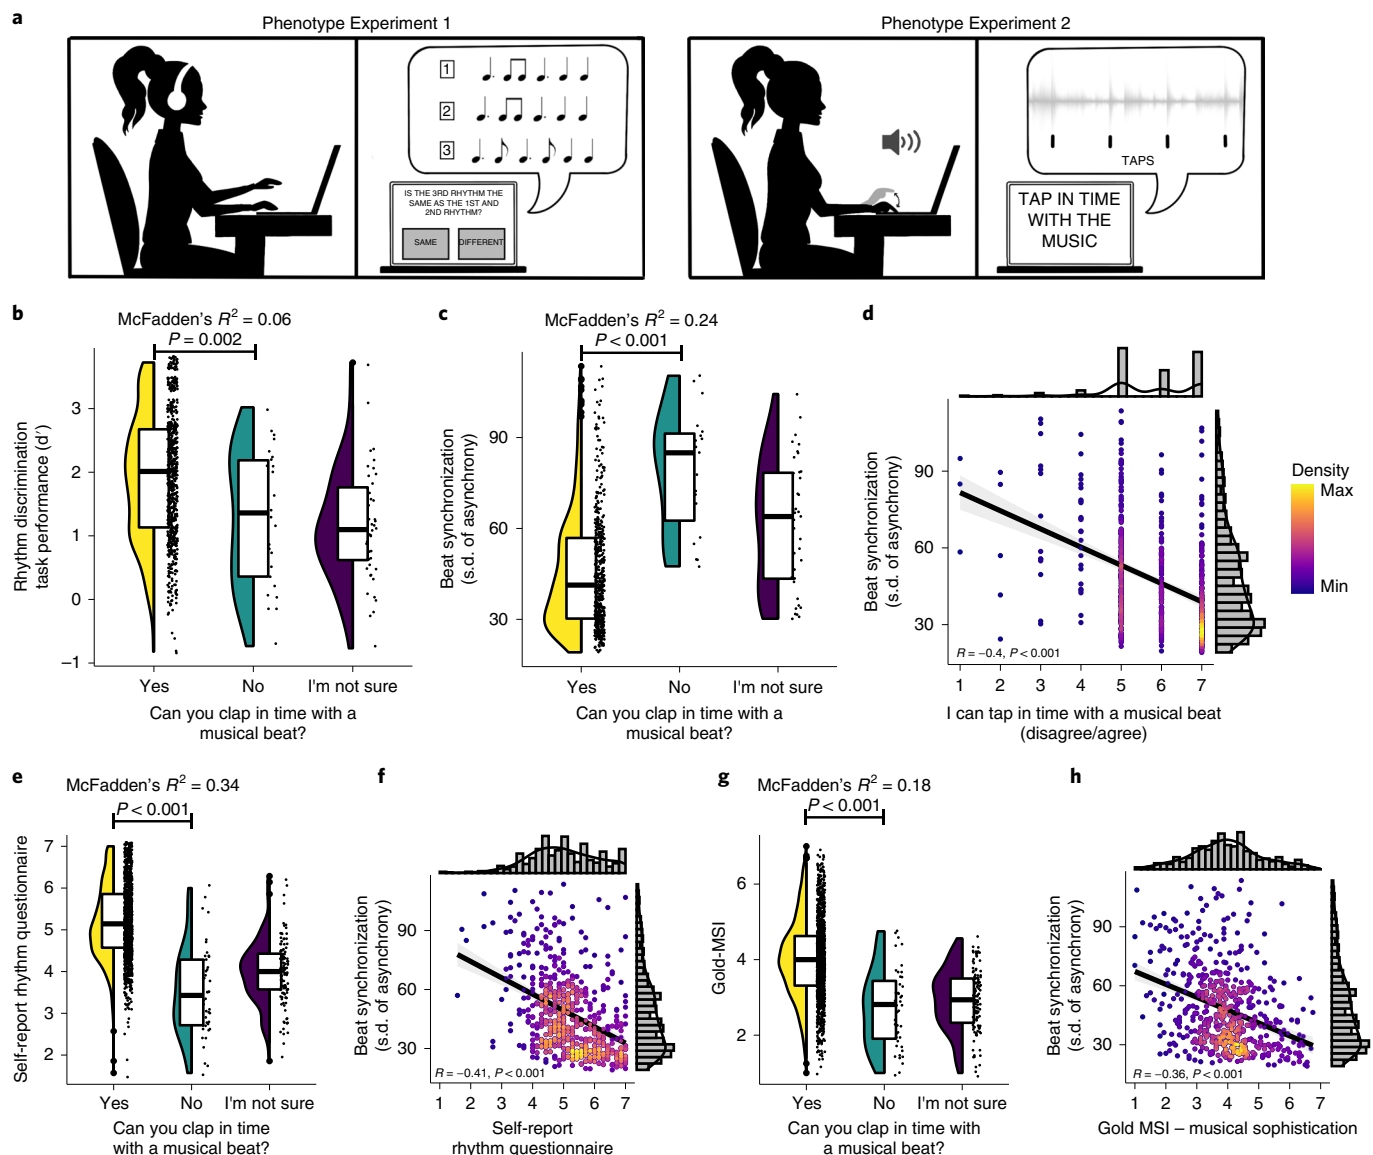 a
Phenotype Experiment 1
Phenotype Experiment 2
1
2
3
IS THE 3RD RHYTHM THE
SAME AS THE 1ST AND
2ND RHYTHM?
SAME
DIFFERENT
TAPS
TAP IN TIME
WITH THE
MUSIC
b
McFadden's R² = 0.06
P = 0.002
Rhythm discrimination
task performance (d′)
3
2
1
0
−1
Yes
No
I'm not sure
Can you clap in time with a
musical beat?
c
McFadden's R² = 0.24
P < 0.001
Beat synchronization
(s.d. of asynchrony)
90
60
30
Yes
No
I'm not sure
Can you clap in time with a
musical beat?
d
Beat synchronization
(s.d. of asynchrony)
90
60
30
R = −0.4, P < 0.001
1 2 3 4 5 6 7
I can tap in time with a musical beat
(disagree/agree)
Density
Max
Min
e
McFadden's R² = 0.34
P < 0.001
Self-report rhythm questionnaire
7
6
5
4
3
2
Yes
No
I'm not sure
Can you clap in time
with a musical beat?
f
Beat synchronization
(s.d. of asynchrony)
90
60
30
R = −0.41, P < 0.001
1 2 3 4 5 6 7
Self-report
rhythm questionnaire
g
McFadden's R² = 0.18
P < 0.001
Gold-MSI
6
4
2
Yes
No
I'm not sure
Can you clap in time with
a musical beat?
h
Beat synchronization
(s.d. of asynchrony)
90
60
30
R = −0.36, P < 0.001
1 2 3 4 5 6 7
Gold MSI – musical sophistication